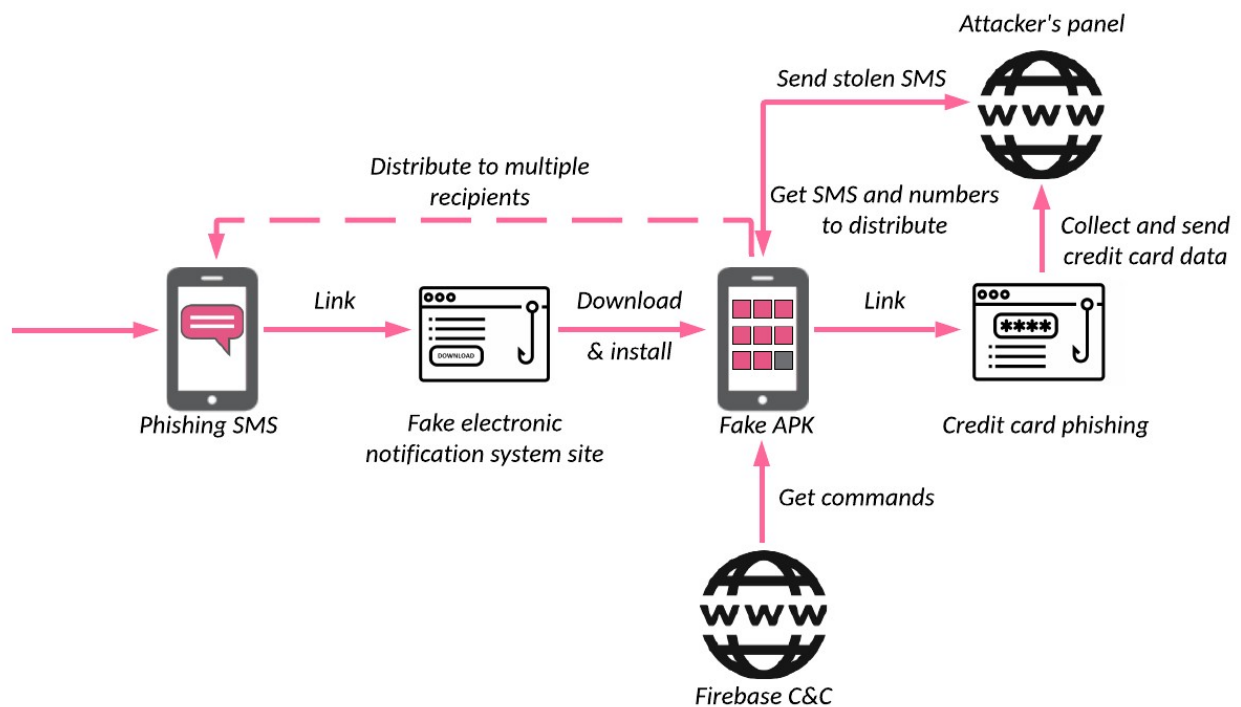 Attacker's panel
Send stolen SMS
WWW
Distribute to multiple
recipients
Get SMS and numbers
to distribute
Collect and send
credit card data
Link
Download
& install
Link
****
DOWNLOAD
Phishing SMS
Fake electronic
notification system site
Fake APK
Credit card phishing
Get commands
WWW
Firebase C&C